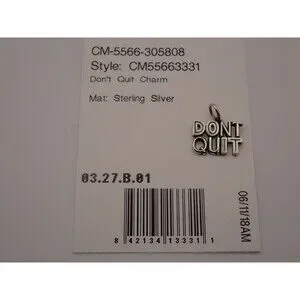 CM-5566-305808
Style: CM55663331
Don't Quit Charm
Mat: Sterling Silver
DONT
QUIT
03.27.B.01
8 42134 13331 1
06/11/18AM